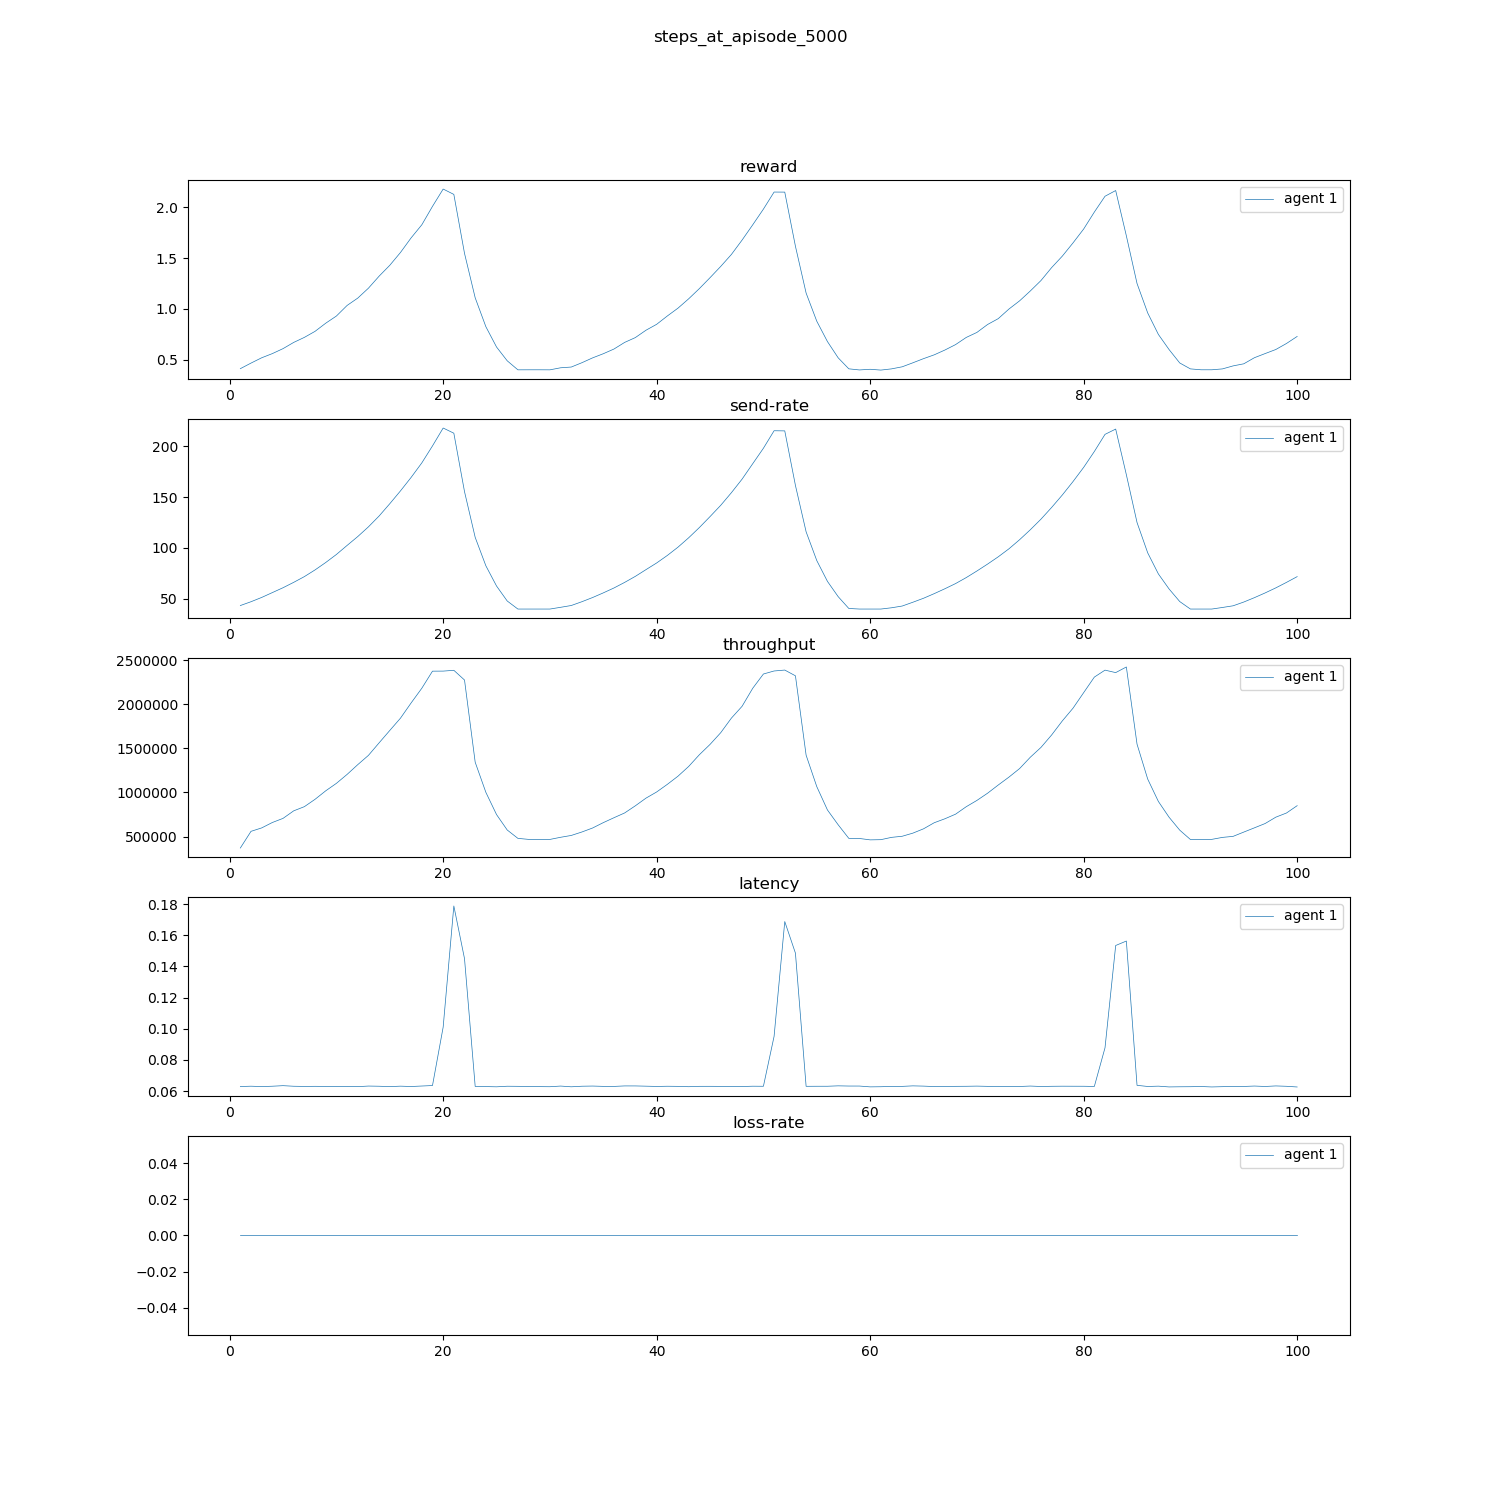 steps_at_apisode_5000
reward
agent 1
2.0
1.5
1.0
0.5
0 20 40 60 80 100
send-rate
agent 1
200
150
100
50
0 20 40 60 80 100
throughput
agent 1
2500000
2000000
1500000
1000000
500000
0 20 40 60 80 100
latency
agent 1
0.18
0.16
0.14
0.12
0.10
0.08
0.06
0 20 40 60 80 100
loss-rate
agent 1
0.04
0.02
0.00
−0.02
−0.04
0 20 40 60 80 100